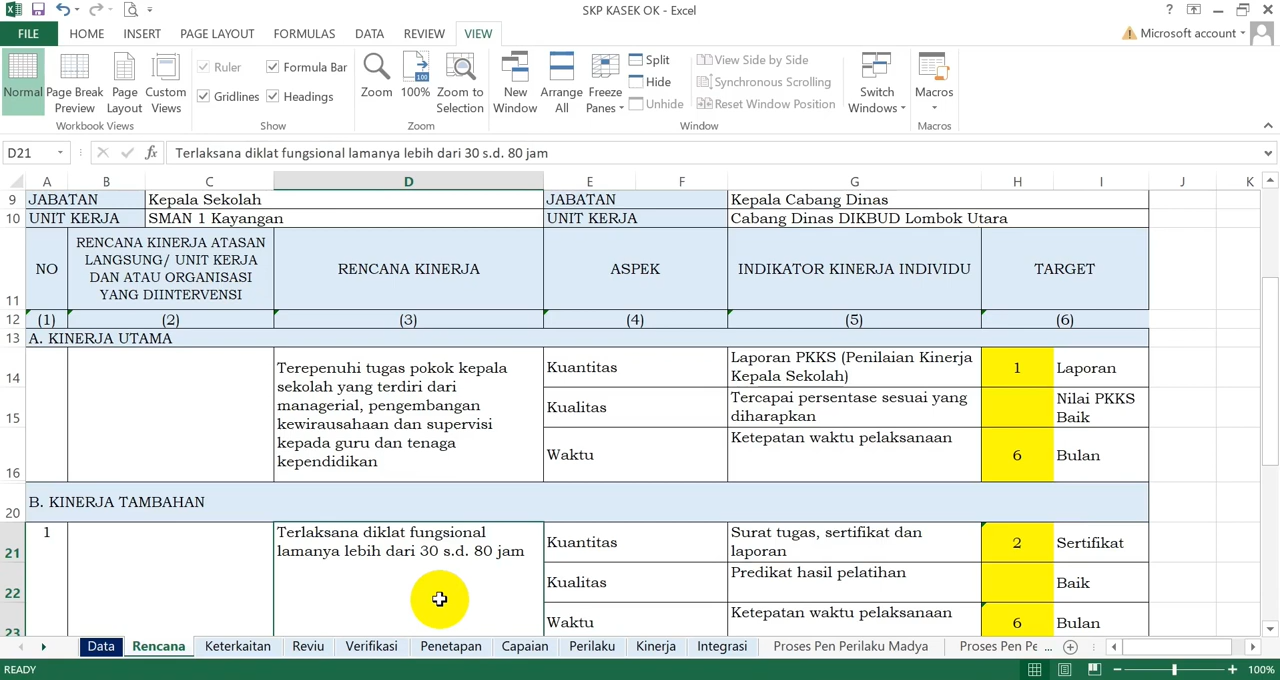 SKP KASEK OK - Excel
FILE HOME INSERT PAGE LAYOUT FORMULAS DATA REVIEW VIEW Microsoft account
Normal
Page Break
Preview
Page
Layout
Custom
Views
Workbook Views
Ruler
Formula Bar
Gridlines
Headings
Show
Zoom
100%
Zoom to
Selection
Zoom
New
Window
Arrange
All
Freeze
Panes
Split
Hide
Unhide
View Side by Side
Synchronous Scrolling
Reset Window Position
Window
Switch
Windows
Macros
Macros
D21 fx Terlaksana diklat fungsional lamanya lebih dari 30 s.d. 80 jam
A B C D E F G H I J K
9 JABATAN Kepala Sekolah JABATAN Kepala Cabang Dinas
10 UNIT KERJA SMAN 1 Kayangan UNIT KERJA Cabang Dinas DIKBUD Lombok Utara
11
NO
RENCANA KINERJA ATASAN
LANGSUNG/ UNIT KERJA
DAN ATAU ORGANISASI
YANG DIINTERVENSI
RENCANA KINERJA
ASPEK
INDIKATOR KINERJA INDIVIDU
TARGET
12 (1) (2) (3) (4) (5) (6)
13 A. KINERJA UTAMA
Terepenuhi tugas pokok kepala
sekolah yang terdiri dari
managerial, pengembangan
kewirausahaan dan supervisi
kepada guru dan tenaga
kependidikan
14
Kuantitas
Laporan PKKS (Penilaian Kinerja
Kepala Sekolah)
1 Laporan
15
Kualitas
Tercapai persentase sesuai yang
diharapkan
Nilai PKKS
Baik
16
Waktu
Ketepatan waktu pelaksanaan
6 Bulan
20 B. KINERJA TAMBAHAN
21
1
Terlaksana diklat fungsional
lamanya lebih dari 30 s.d. 80 jam
Kuantitas
Surat tugas, sertifikat dan
laporan
2 Sertifikat
22
Kualitas
Predikat hasil pelatihan
Baik
23
Waktu
Ketepatan waktu pelaksanaan
6 Bulan
Data Rencana Keterkaitan Reviu Verifikasi Penetapan Capaian Perilaku Kinerja Integrasi Proses Pen Perilaku Madya Proses Pen Pe ...
READY 100%